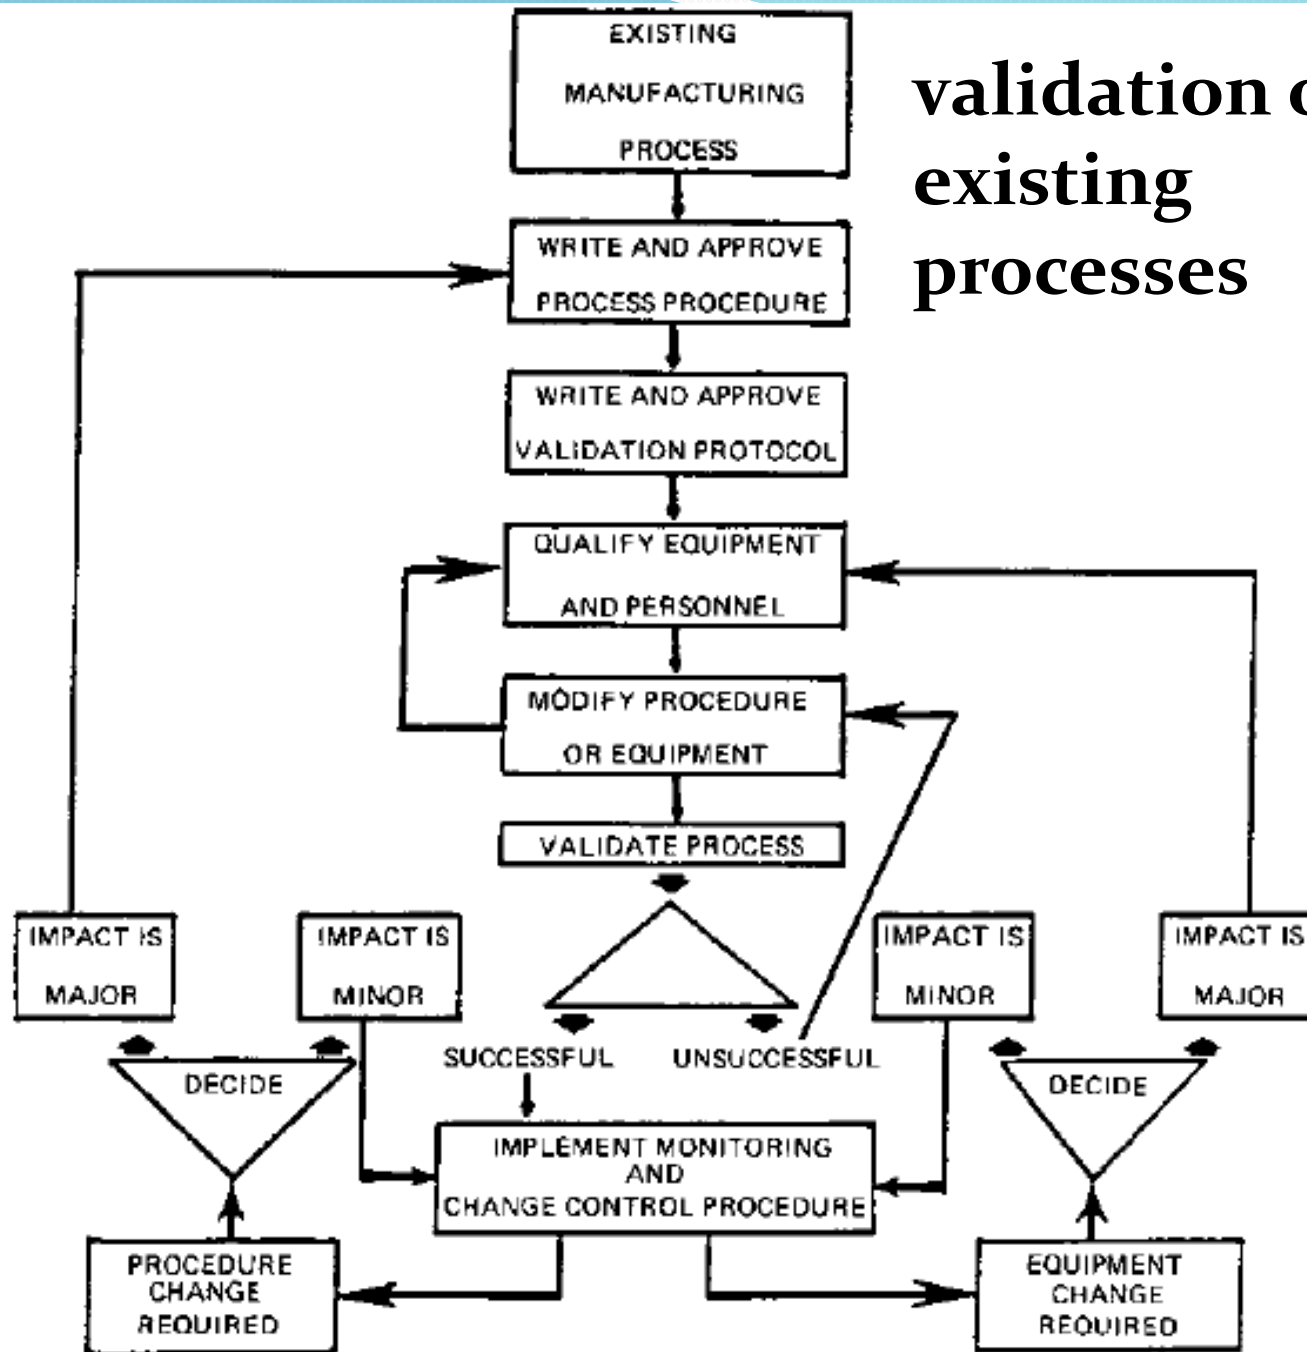 validation o
existing
processes
EXISTING
MANUFACTURING
PROCESS
WRITE AND APPROVE
PROCESS PROCEDURE
WRITE AND APPROVE
VALIDATION PROTOCOL
QUALIFY EQUIPMENT
AND PERSONNEL
MODIFY PROCEDURE
OR EQUIPMENT
VALIDATE PROCESS
IMPACT IS
MAJOR
IMPACT IS
MINOR
IMPACT IS
MINOR
IMPACT IS
MAJOR
SUCCESSFUL
UNSUCCESSFUL
DECIDE
DECIDE
IMPLEMENT MONITORING
AND
CHANGE CONTROL PROCEDURE
PROCEDURE
CHANGE
REQUIRED
EQUIPMENT
CHANGE
REQUIRED